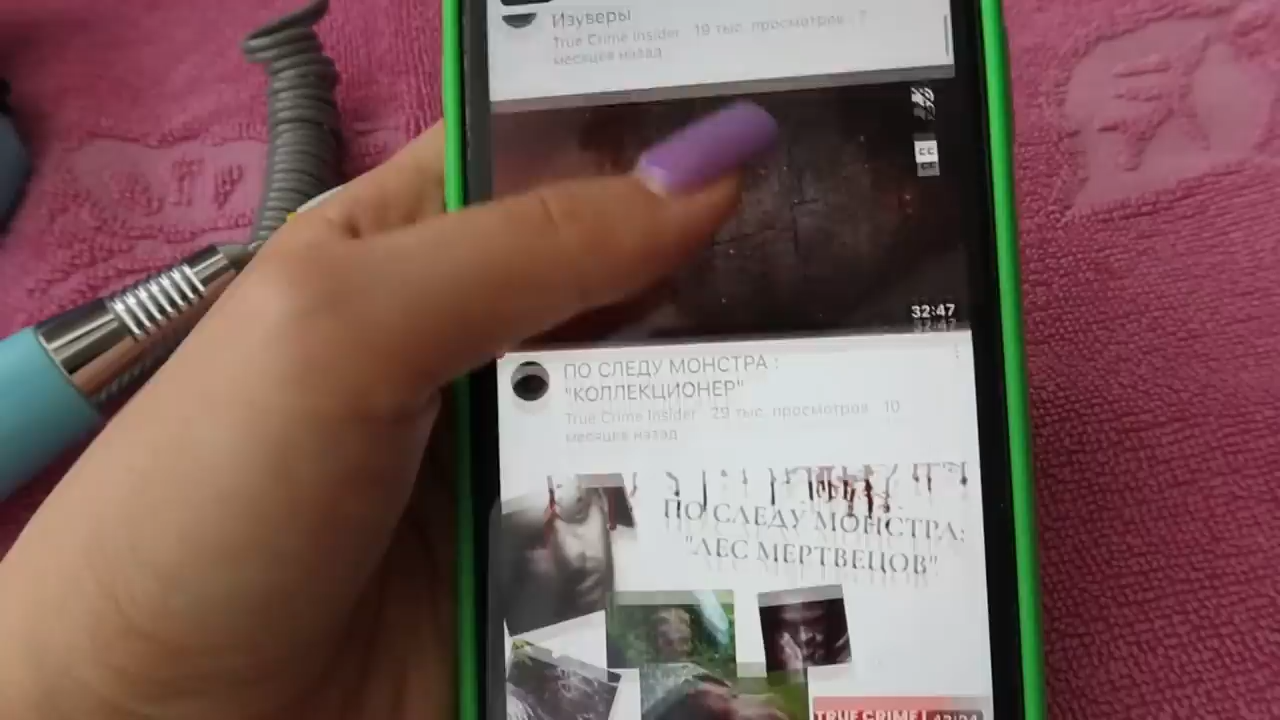 Изуверы
True Crime Insider · 19 тыс. просмотров · 7
месяцев назад
CC
32:47
ПО СЛЕДУ МОНСТРА :
"КОЛЛЕКЦИОНЕР"
True Crime Insider · 29 тыс. просмотров · 10
месяцев назад
ПО СЛЕДУ МОНСТРА:
"ЛЕС МЕРТВЕЦОВ"
TRUE CRIME